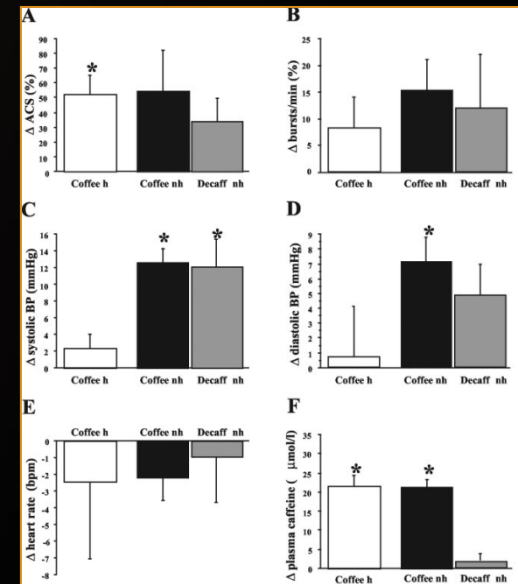 A
Δ ACS (%)
90
80
70
60
50
40
30
20
10
0
*
Coffee h
Coffee nh
Decaff nh
B
Δ bursts/min (%)
25
20
15
10
5
0
Coffee h
Coffee nh
Decaff nh
C
Δ systolic BP (mmHg)
16
14
12
10
8
6
4
2
0
*
*
Coffee h
Coffee nh
Decaff nh
D
Δ diastolic BP (mmHg)
9
8
7
6
5
4
3
2
1
0
*
Coffee h
Coffee nh
Decaff nh
E
Coffee h
Coffee nh
Decaff nh
Δ heart rate (bpm)
0
-1
-2
-3
-4
-5
-6
-7
-8
F
Δ plasma caffeine ( μmol/l)
35
30
25
20
15
10
5
0
*
*
Coffee h
Coffee nh
Decaff nh